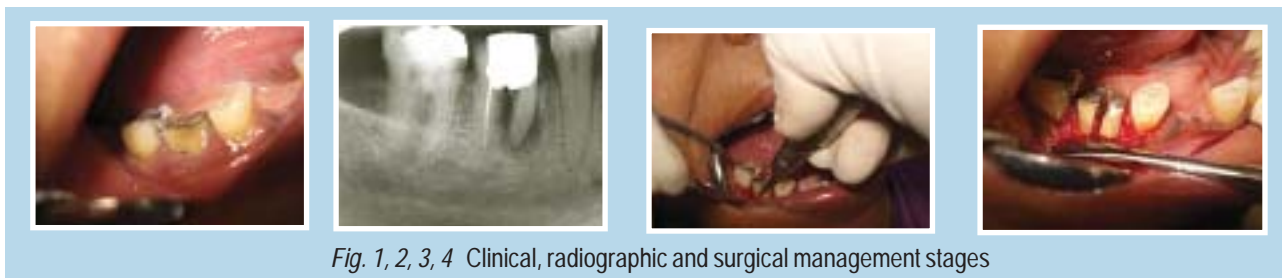 Fig. 1, 2, 3, 4 Clinical, radiographic and surgical management stages